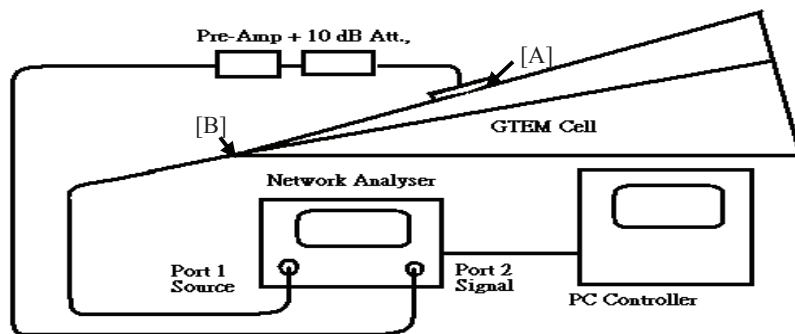 Pre-Amp + 10 dB Att.,
[A]
[B]
GTEM Cell
Network Analyser
Port 1
Source
Port 2
Signal
PC Controller